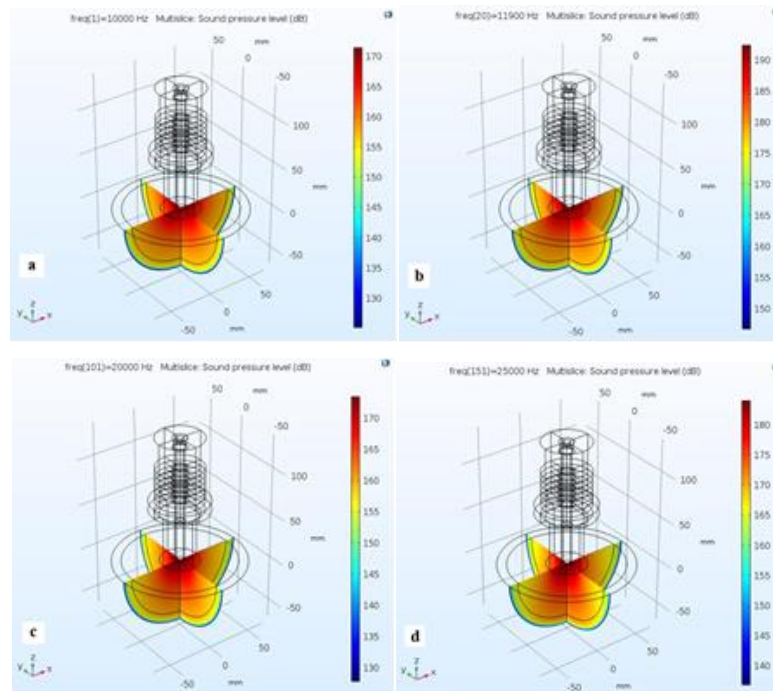 freq(1)=10000 Hz Multislice: Sound pressure level (dB)
50
mm
0
-50
100
50
mm
0
-50
50
0
mm
-50
170
165
160
155
150
145
140
135
130
a
z
y
x
freq(20)=11900 Hz Multislice: Sound pressure level (dB)
50
mm
0
-50
100
50
mm
0
-50
50
0
mm
-50
190
185
180
175
170
165
160
155
150
b
z
y
x
freq(101)=20000 Hz Multislice: Sound pressure level (dB)
50
mm
0
-50
100
50
mm
0
-50
50
0
mm
-50
170
165
160
155
150
145
140
135
130
c
z
y
x
freq(151)=25000 Hz Multislice: Sound pressure level (dB)
50
mm
0
-50
100
50
mm
0
-50
50
0
mm
-50
180
175
170
165
160
155
150
145
140
d
z
y
x